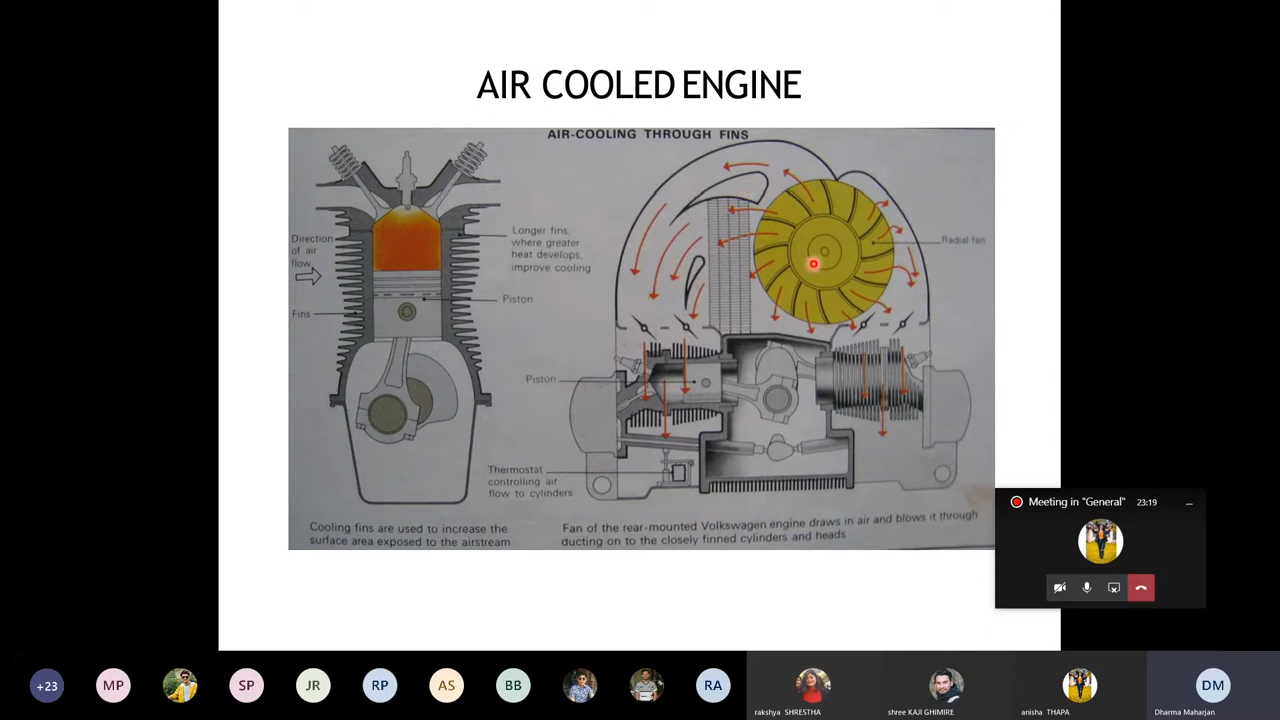 AIR COOLED ENGINE
AIR-COOLING THROUGH FINS
Direction
of air
flow
Fins
Longer fins,
where greater
heat develops,
improve cooling
Piston
Radial fan
Piston
Thermostat
controlling air
flow to cylinders
Cooling fins are used to increase the
surface area exposed to the airstream
Fan of the rear-mounted Volkswagen engine draws in air and blows it through
ducting on to the closely finned cylinders and heads
Meeting in "General" 23:19
+23 MP SP JR RP AS BB RA DM
rakshya SHRESTHA shree KAJI GHIMIRE anisha THAPA Dharma Maharjan